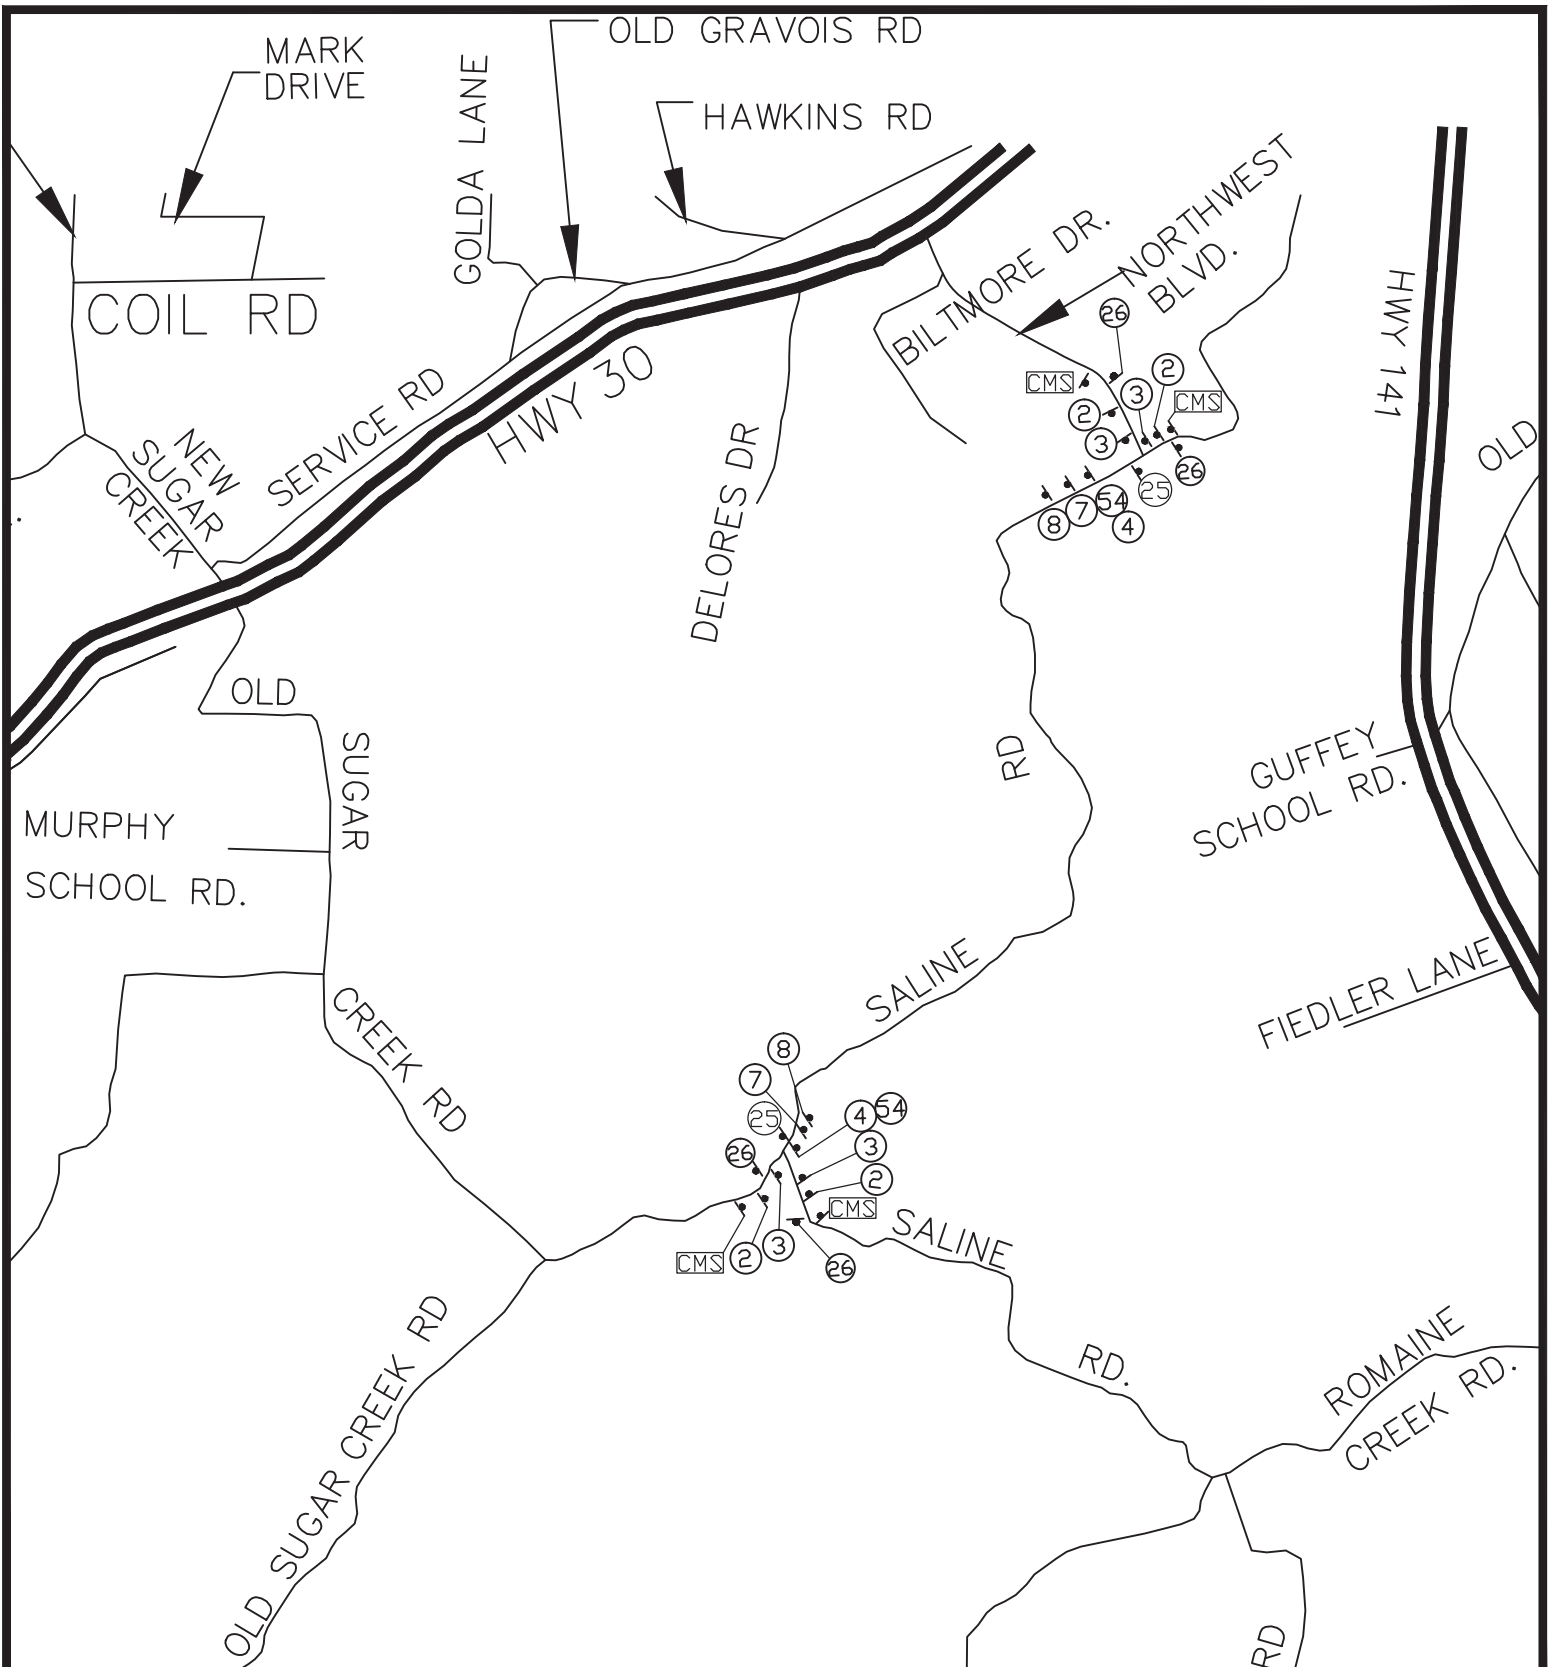 OLD GRAVOIS RD
MARK
DRIVE
GOLDA LANE
HAWKINS RD
COIL RD
BILTMORE DR.
NORTHWEST
BLVD.
HWY 141
26
CMS
2
3
2
CMS
3
26
25
54
7
8
4
SERVICE RD
HWY 30
NEW
SUGAR
CREEK
DELORES DR
OLD
OLD
SUGAR
RD
GUFFEY
SCHOOL RD.
MURPHY
SCHOOL RD.
SALINE
FIEDLER LANE
CREEK RD
8
7
25
4
54
3
26
2
CMS
SALINE
CMS
2
3
26
RD.
ROMAINE
CREEK RD.
OLD SUGAR CREEK RD
RD